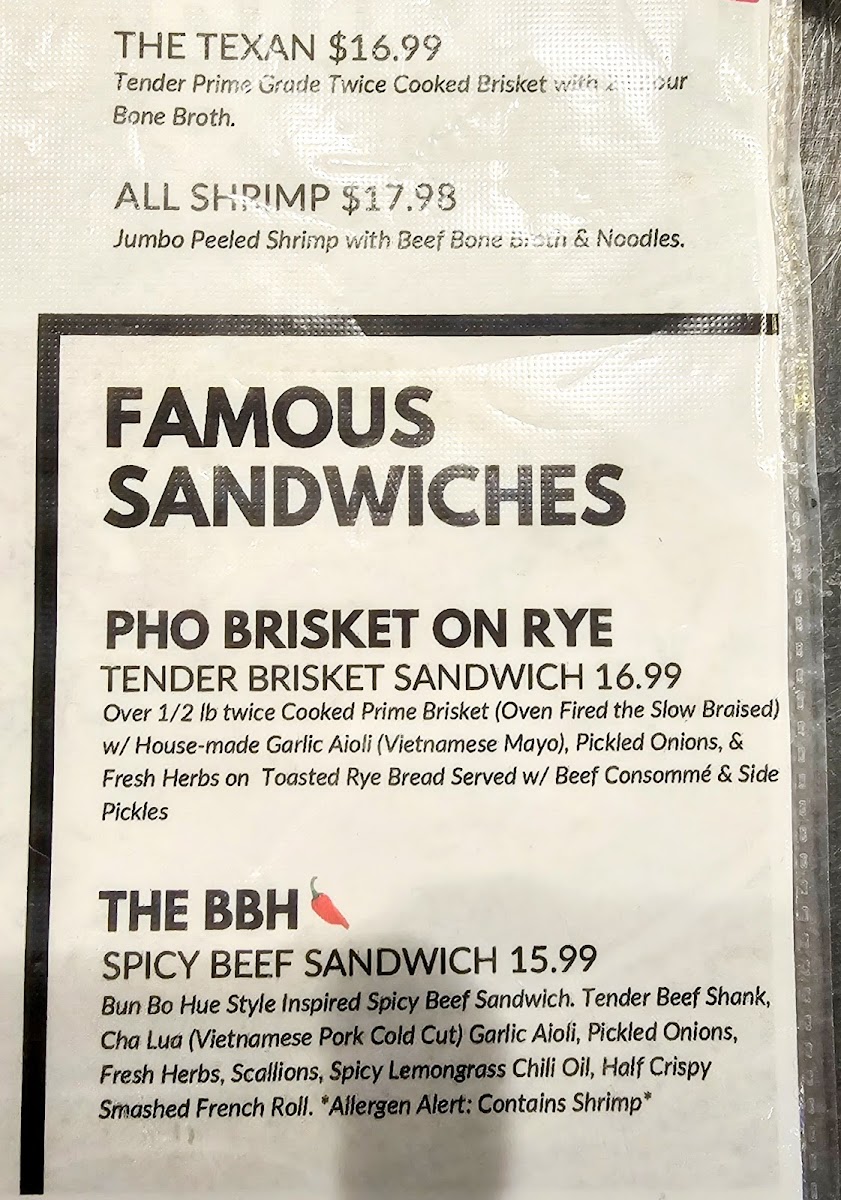 THE TEXAN $16.99
Tender Prime Grade Twice Cooked Brisket with our
Bone Broth.
ALL SHRIMP $17.98
Jumbo Peeled Shrimp with Beef Bone Broth & Noodles.
FAMOUS
SANDWICHES
PHO BRISKET ON RYE
TENDER BRISKET SANDWICH 16.99
Over 1/2 lb twice Cooked Prime Brisket (Oven Fired the Slow Braised)
w/ House-made Garlic Aioli (Vietnamese Mayo), Pickled Onions, &
Fresh Herbs on Toasted Rye Bread Served w/ Beef Consommé & Side
Pickles
THE BBH
SPICY BEEF SANDWICH 15.99
Bun Bo Hue Style Inspired Spicy Beef Sandwich. Tender Beef Shank,
Cha Lua (Vietnamese Pork Cold Cut) Garlic Aioli, Pickled Onions,
Fresh Herbs, Scallions, Spicy Lemongrass Chili Oil, Half Crispy
Smashed French Roll. *Allergen Alert: Contains Shrimp*